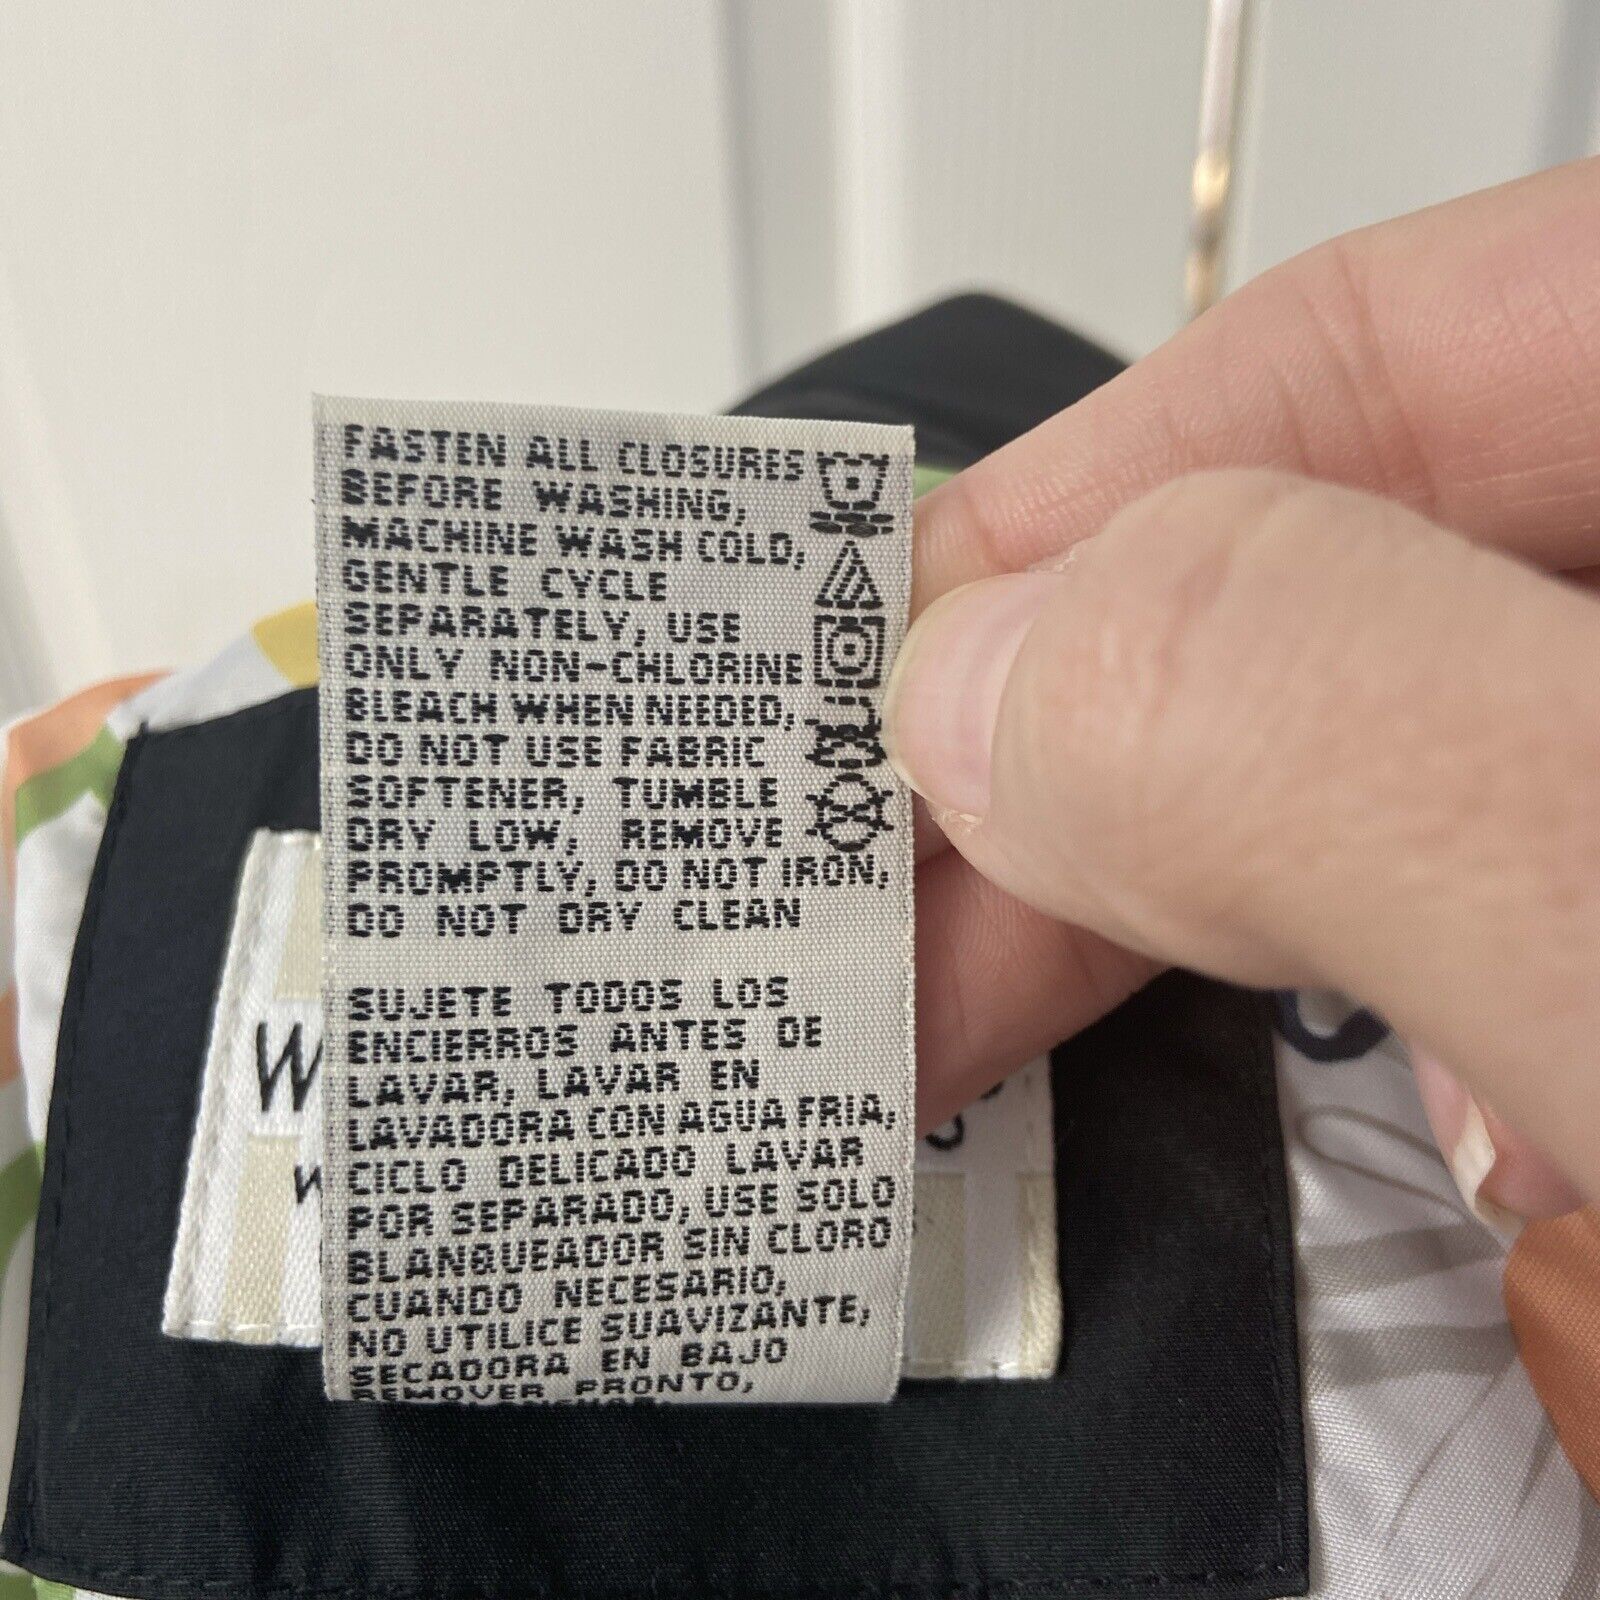 FASTEN ALL CLOSURES
BEFORE WASHING,
MACHINE WASH COLD,
GENTLE CYCLE
SEPARATELY, USE
ONLY NON-CHLORINE
BLEACH WHEN NEEDED,
DO NOT USE FABRIC
SOFTENER, TUMBLE
DRY LOW, REMOVE
PROMPTLY, DO NOT IRON,
DO NOT DRY CLEAN
SUJETE TODOS LOS
ENCIERROS ANTES DE
LAVAR, LAVAR EN
LAVADORA CON AGUA FRIA,
CICLO DELICADO LAVAR
POR SEPARADO, USE SOLO
BLANQUEADOR SIN CLORO
CUANDO NECESARIO,
NO UTILICE SUAVIZANTE,
SECADORA EN BAJO
REMOVER PRONTO,
W